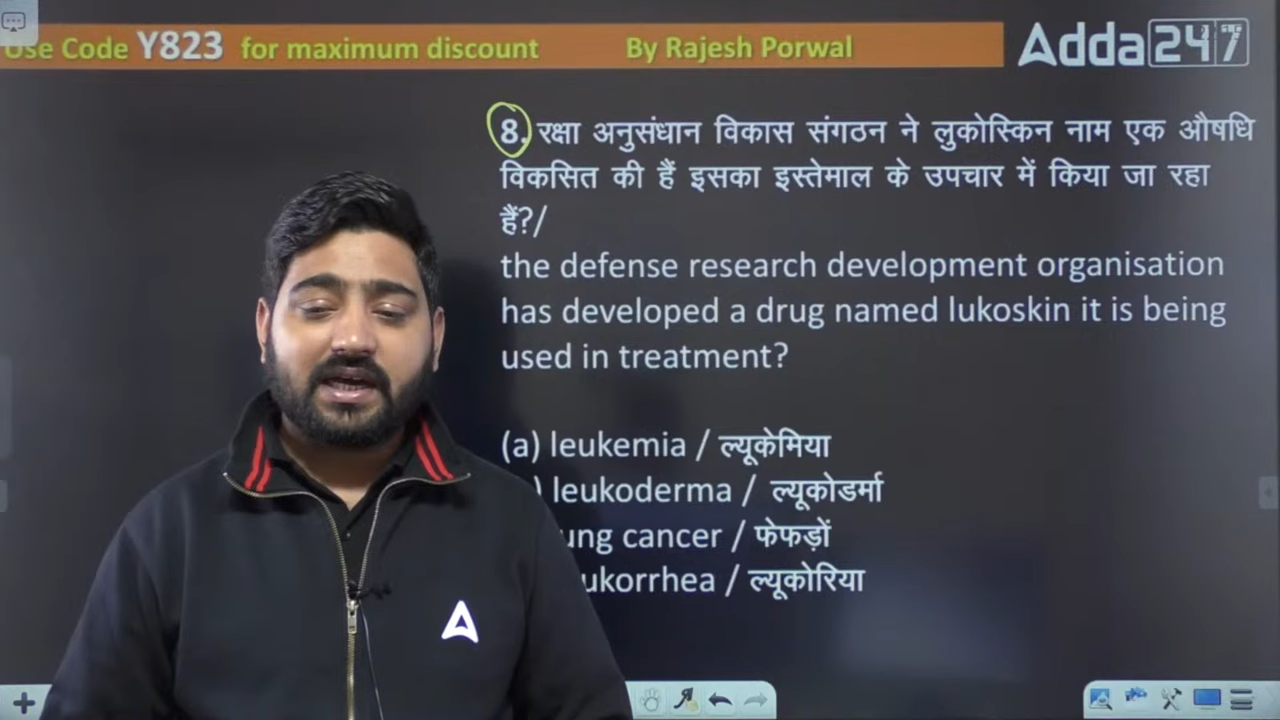 Use Code Y823 for maximum discount By Rajesh Porwal
Adda 247
8. रक्षा अनुसंधान विकास संगठन ने लुकोस्किन नाम एक औषधि
विकसित की हैं इसका इस्तेमाल के उपचार में किया जा रहा
हैं?/
the defense research development organisation
has developed a drug named lukoskin it is being
used in treatment?
(a) leukemia / ल्यूकेमिया
) leukoderma / ल्यूकोडर्मा
ung cancer / फेफड़ों
ukorrhea / ल्यूकोरिया